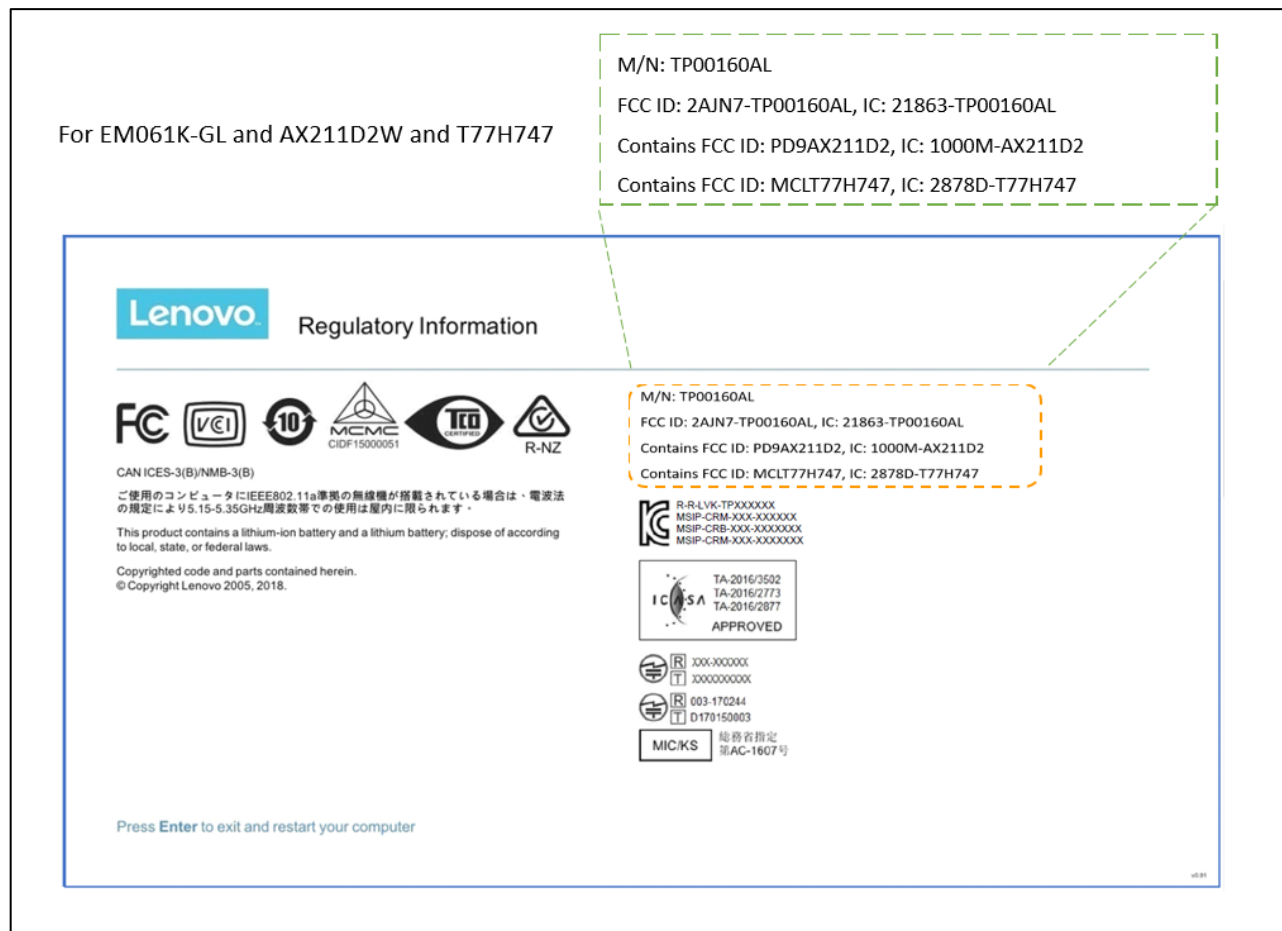 M/N: TP00160AL
FCC ID: 2AJN7-TP00160AL, IC: 21863-TP00160AL
For EM061K-GL and AX211D2W and T77H747
Contains FCC ID: PD9AX211D2, IC: 1000M-AX211D2
Contains FCC ID: MCLT77H747, IC: 2878D-T77H747
Lenovo
Regulatory Information
FC
VCI
10
MCMC
CIDF15000051
TCO
CERTIFIED
R-NZ
CAN ICES-3(B)/NMB-3(B)
ご使用のコンピュータにIEEE802.11a準拠の無線機が搭載されている場合は、電波法
の規定により5.15-5.35GHz周波数帯での使用は屋内に限られます。
This product contains a lithium-ion battery and a lithium battery; dispose of according
to local, state, or federal laws.
Copyrighted code and parts contained herein.
© Copyright Lenovo 2005, 2018.
M/N: TP00160AL
FCC ID: 2AJN7-TP00160AL, IC: 21863-TP00160AL
Contains FCC ID: PD9AX211D2, IC: 1000M-AX211D2
Contains FCC ID: MCLT77H747, IC: 2878D-T77H747
R-R-LVK-TPXXXXXX
MSIP-CRM-XXX-XXXXXX
MSIP-CRB-XXX-XXXXXXX
MSIP-CRM-XXX-XXXXXXX
ICASA
TA-2016/3502
TA-2016/2773
TA-2016/2877
APPROVED
R XXX-XXXXXX
T XXXXXXXXXX
R 003-170244
T D170150003
MIC/KS
総務省指定
第AC-1607号
Press Enter to exit and restart your computer
v0.91